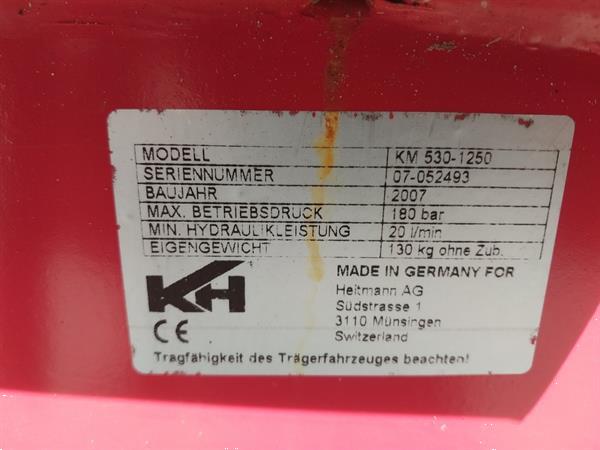 MODELL KM 530-1250
SERIENNUMMER 07-052493
BAUJAHR 2007
MAX. BETRIEBSDRUCK 180 bar
MIN. HYDRAULIKLEISTUNG 20 l/min
EIGENGEWICHT 130 kg ohne Zub.
KH
MADE IN GERMANY FOR
Heitmann AG
Südstrasse 1
3110 Münsingen
Switzerland
CE
Tragfähigkeit des Trägerfahrzeuges beachten!